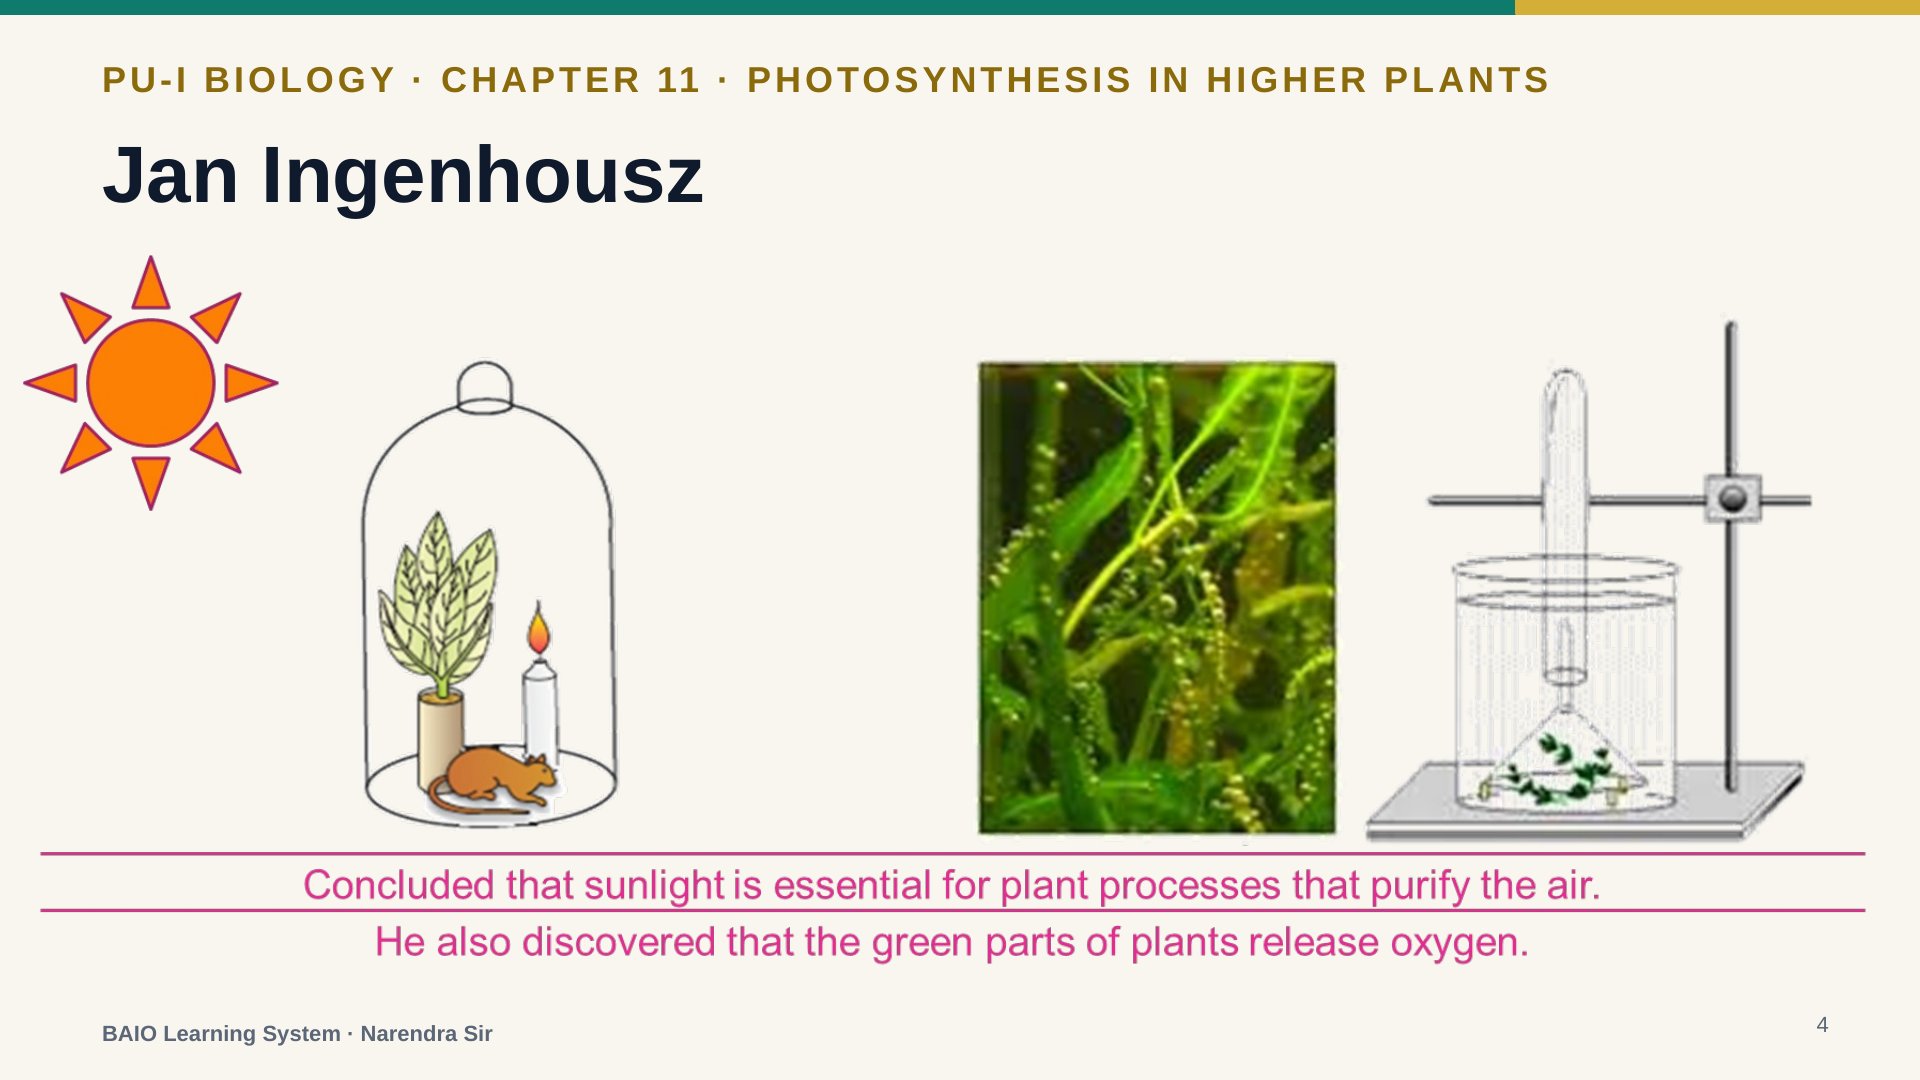 PU-I BIOLOGY · CHAPTER 11 · PHOTOSYNTHESIS IN HIGHER PLANTS
Jan Ingenhousz
Concluded that sunlight is essential for plant processes that purify the air.
He also discovered that the green parts of plants release oxygen.
BAIO Learning System · Narendra Sir
4